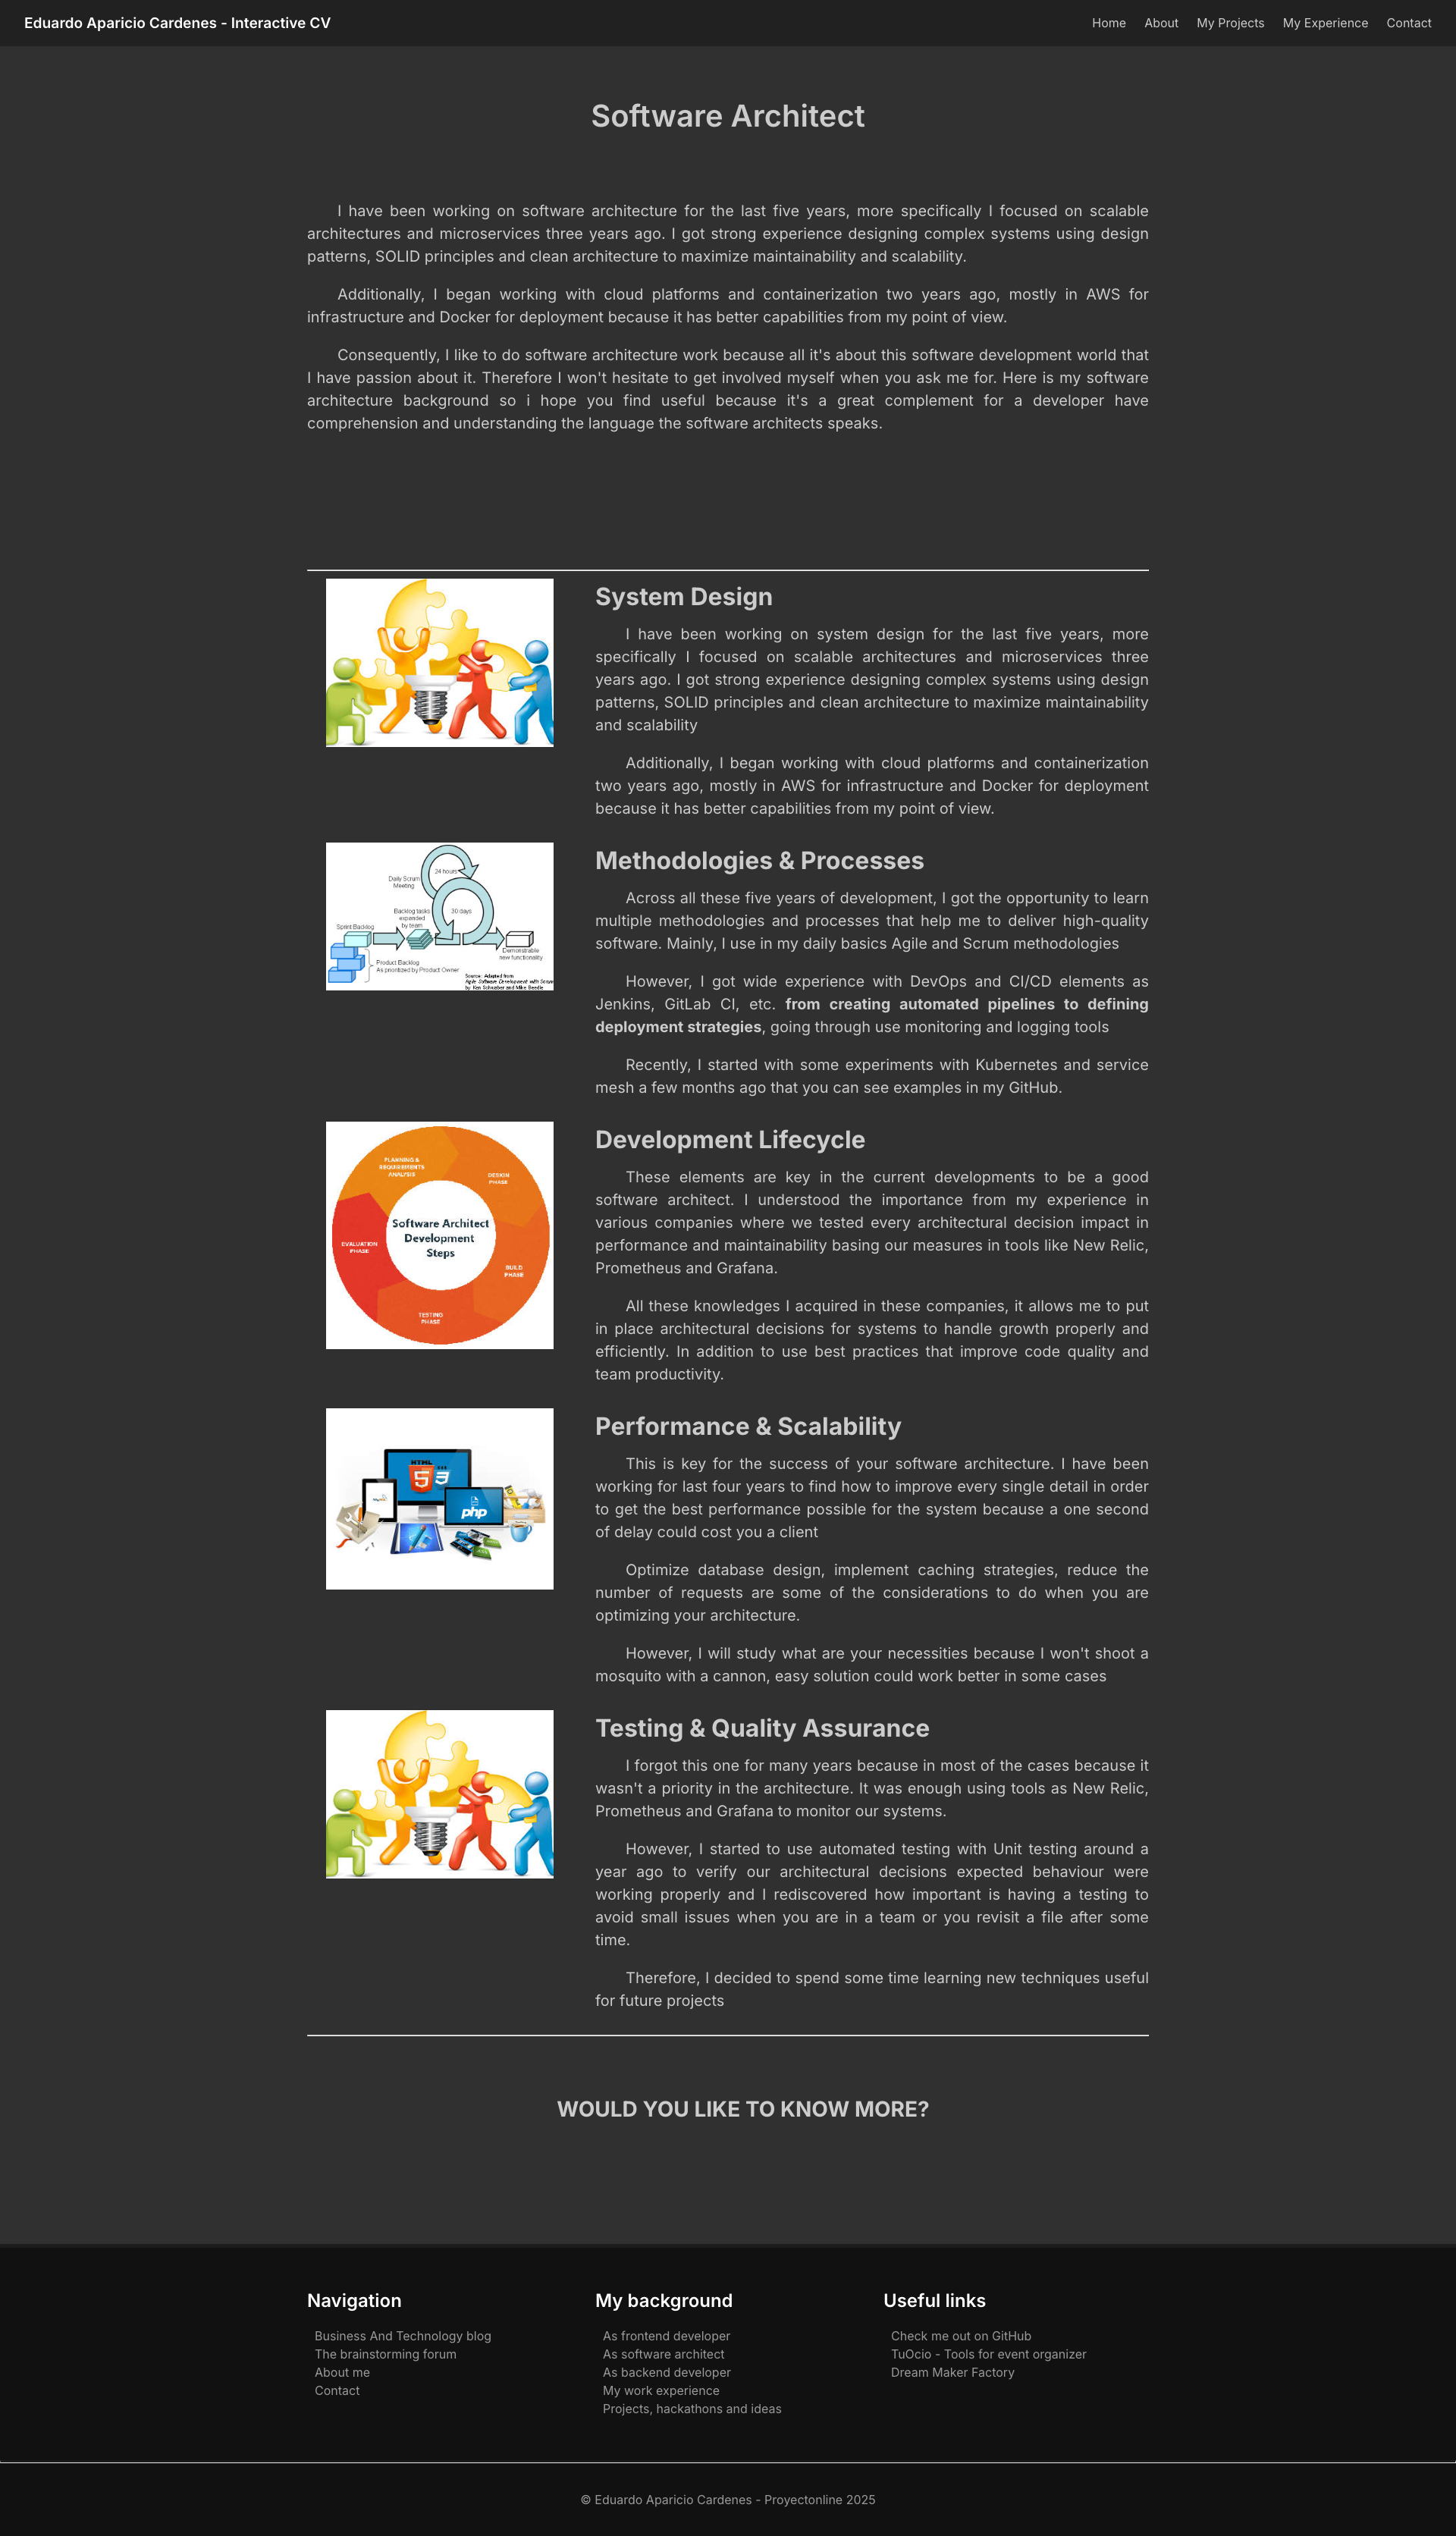 Eduardo Aparicio Cardenes - Interactive CV
Home About My Projects My Experience Contact
Software Architect
I have been working on software architecture for the last five years, more specifically I focused on scalable
architectures and microservices three years ago. I got strong experience designing complex systems using design
patterns, SOLID principles and clean architecture to maximize maintainability and scalability.
Additionally, I began working with cloud platforms and containerization two years ago, mostly in AWS for
infrastructure and Docker for deployment because it has better capabilities from my point of view.
Consequently, I like to do software architecture work because all it's about this software development world that
I have passion about it. Therefore I won't hesitate to get involved myself when you ask me for. Here is my software
architecture background so i hope you find useful because it's a great complement for a developer have
comprehension and understanding the language the software architects speaks.
System Design
I have been working on system design for the last five years, more
specifically I focused on scalable architectures and microservices three
years ago. I got strong experience designing complex systems using design
patterns, SOLID principles and clean architecture to maximize maintainability
and scalability
Additionally, I began working with cloud platforms and containerization
two years ago, mostly in AWS for infrastructure and Docker for deployment
because it has better capabilities from my point of view.
24 hours
Daily Scrum
Meeting
30 days
Backlog tasks
expanded
by team
Sprint Backlog
Demonstrable
new functionality
Product Backlog
As prioritized by Product Owner
Source: Adapted from
Agile Software Development with Scrum
by Ken Schwaber and Mike Beedle
Methodologies & Processes
Across all these five years of development, I got the opportunity to learn
multiple methodologies and processes that help me to deliver high-quality
software. Mainly, I use in my daily basics Agile and Scrum methodologies
However, I got wide experience with DevOps and CI/CD elements as
Jenkins, GitLab CI, etc. from creating automated pipelines to defining
deployment strategies, going through use monitoring and logging tools
Recently, I started with some experiments with Kubernetes and service
mesh a few months ago that you can see examples in my GitHub.
PLANNING &
REQUIREMENTS
ANALYSIS
DESIGN
PHASE
Software Architect
Development
Steps
EVALUATION
PHASE
BUILD
PHASE
TESTING
PHASE
Development Lifecycle
These elements are key in the current developments to be a good
software architect. I understood the importance from my experience in
various companies where we tested every architectural decision impact in
performance and maintainability basing our measures in tools like New Relic,
Prometheus and Grafana.
All these knowledges I acquired in these companies, it allows me to put
in place architectural decisions for systems to handle growth properly and
efficiently. In addition to use best practices that improve code quality and
team productivity.
HTML
5 3
php
Performance & Scalability
This is key for the success of your software architecture. I have been
working for last four years to find how to improve every single detail in order
to get the best performance possible for the system because a one second
of delay could cost you a client
Optimize database design, implement caching strategies, reduce the
number of requests are some of the considerations to do when you are
optimizing your architecture.
However, I will study what are your necessities because I won't shoot a
mosquito with a cannon, easy solution could work better in some cases
Testing & Quality Assurance
I forgot this one for many years because in most of the cases because it
wasn't a priority in the architecture. It was enough using tools as New Relic,
Prometheus and Grafana to monitor our systems.
However, I started to use automated testing with Unit testing around a
year ago to verify our architectural decisions expected behaviour were
working properly and I rediscovered how important is having a testing to
avoid small issues when you are in a team or you revisit a file after some
time.
Therefore, I decided to spend some time learning new techniques useful
for future projects
WOULD YOU LIKE TO KNOW MORE?
Navigation
Business And Technology blog
The brainstorming forum
About me
Contact
My background
As frontend developer
As software architect
As backend developer
My work experience
Projects, hackathons and ideas
Useful links
Check me out on GitHub
TuOcio - Tools for event organizer
Dream Maker Factory
© Eduardo Aparicio Cardenes - Proyectonline 2025